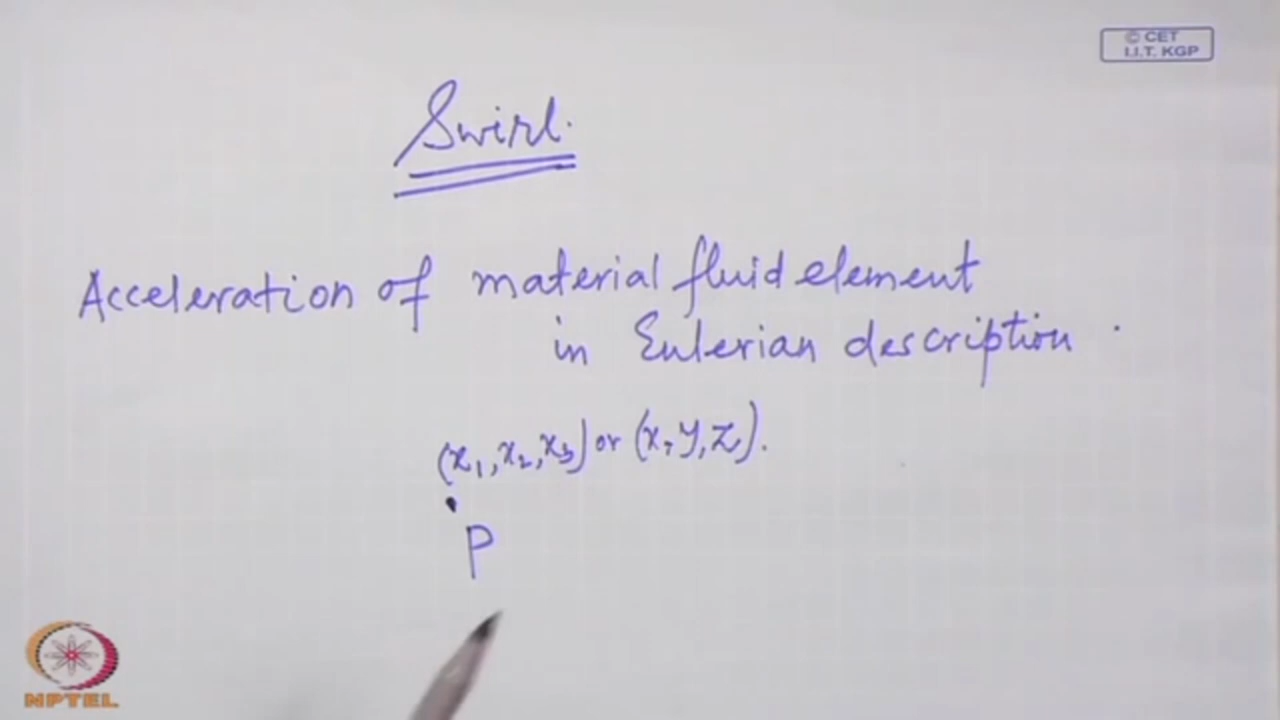 © CET
I.I.T. KGP
Swirl.
Acceleration of material fluid element
in Eulerian description.
(x₁, x₂, x₃) or (x, y, z).
P
NPTEL